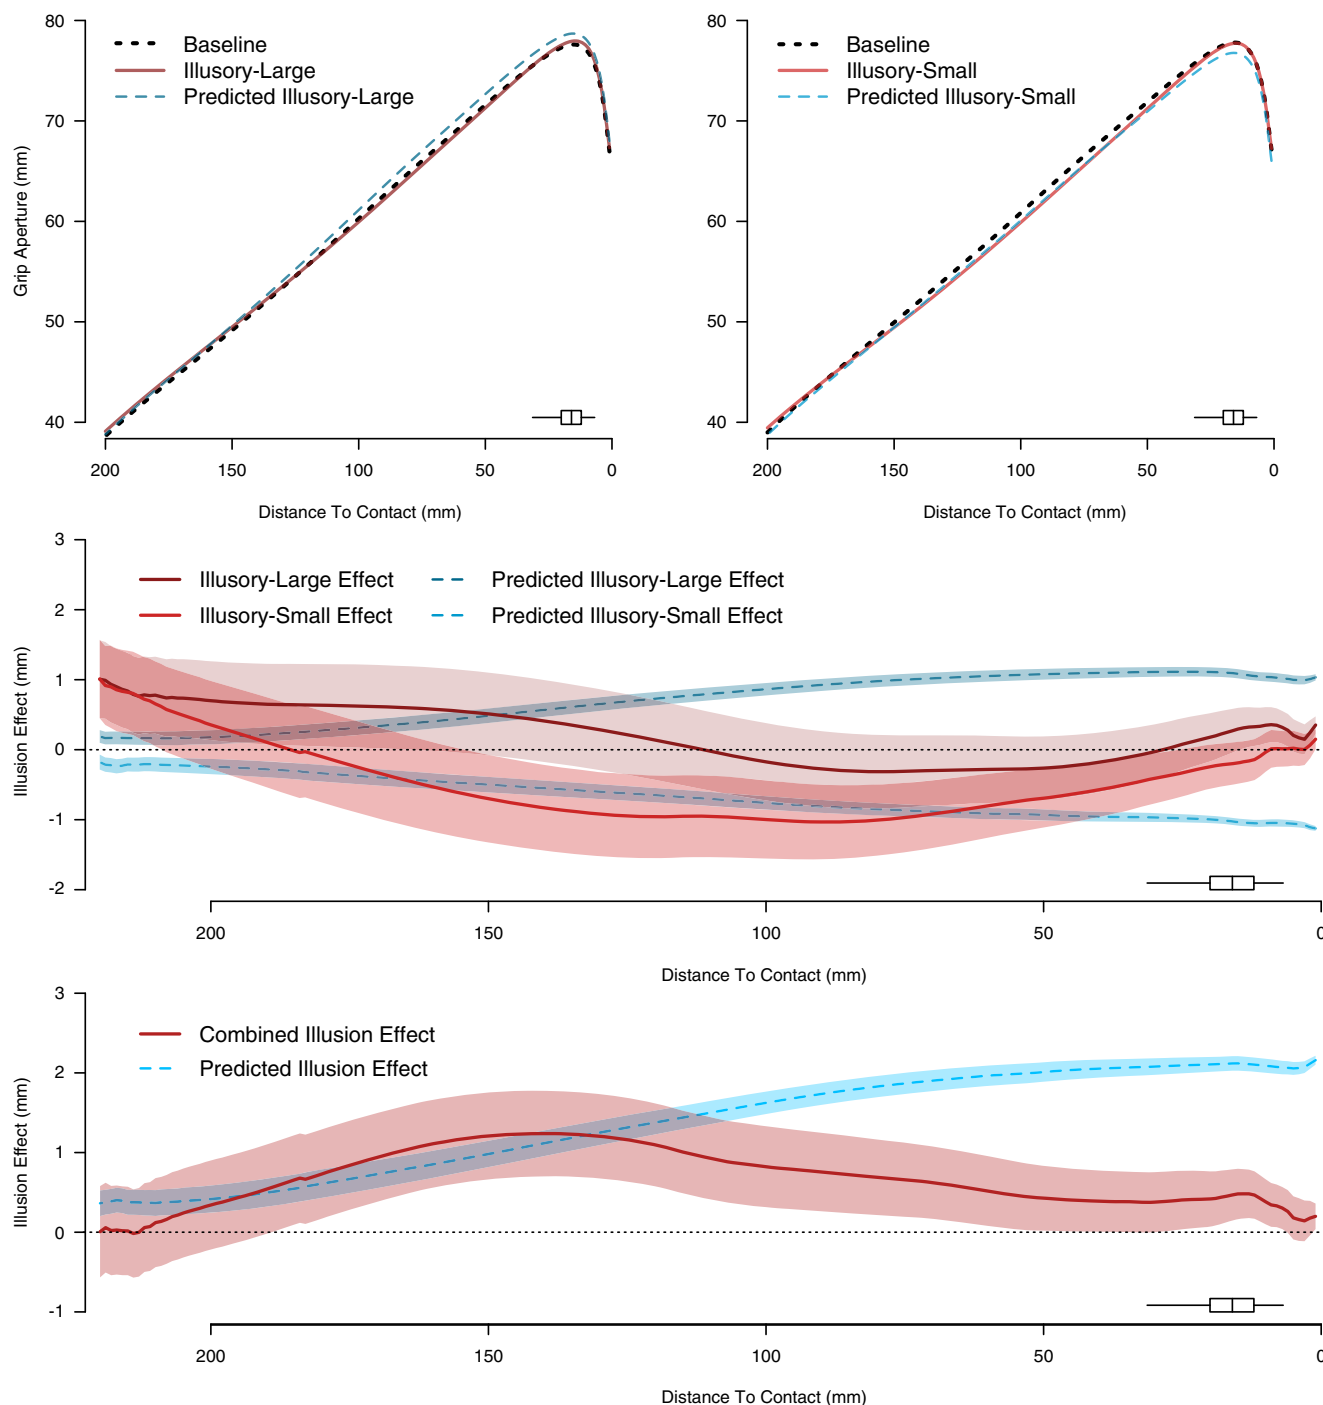 80
70
60
50
40
Grip Aperture (mm)
Baseline
Illusory-Large
Predicted Illusory-Large
200 150 100 50 0
Distance To Contact (mm)
80
70
60
50
40
Baseline
Illusory-Small
Predicted Illusory-Small
200 150 100 50 0
Distance To Contact (mm)
3
2
1
0
-1
-2
Illusion Effect (mm)
Illusory-Large Effect Predicted Illusory-Large Effect
Illusory-Small Effect Predicted Illusory-Small Effect
200 150 100 50 0
Distance To Contact (mm)
3
2
1
0
-1
Illusion Effect (mm)
Combined Illusion Effect
Predicted Illusion Effect
200 150 100 50 0
Distance To Contact (mm)